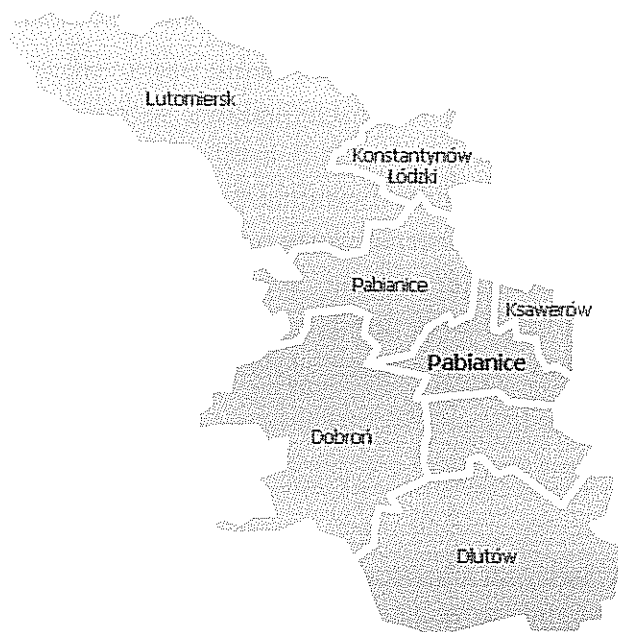 Lutomiersk
Konstantynów
Łódzki
Pabianice
Ksawerów
Pabianice
Dobroń
Dłutów